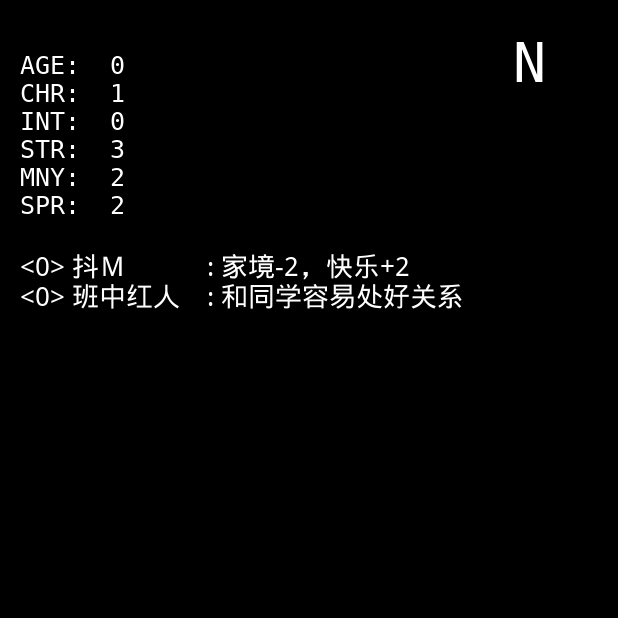 N
AGE: 0
CHR: 1
INT: 0
STR: 3
MNY: 2
SPR: 2
<0> 抖M : 家境-2，快乐+2
<0> 班中红人 : 和同学容易处好关系